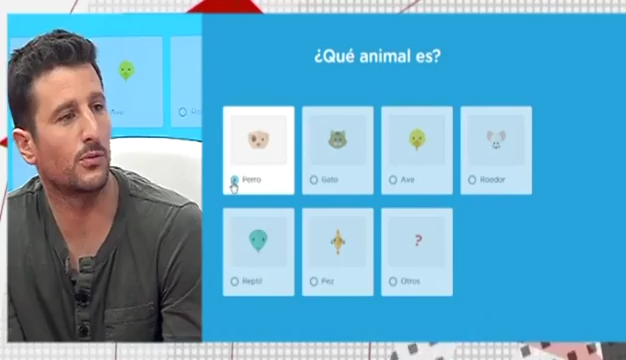 ¿Qué animal es?
Perro
Gato
Ave
Roedor
Reptil
Pez
Otros
?